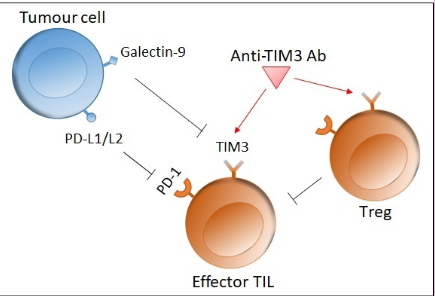 Tumour cell
Galectin-9
Anti-TIM3 Ab
PD-L1/L2
TIM3
PD-1
Treg
Effector TIL